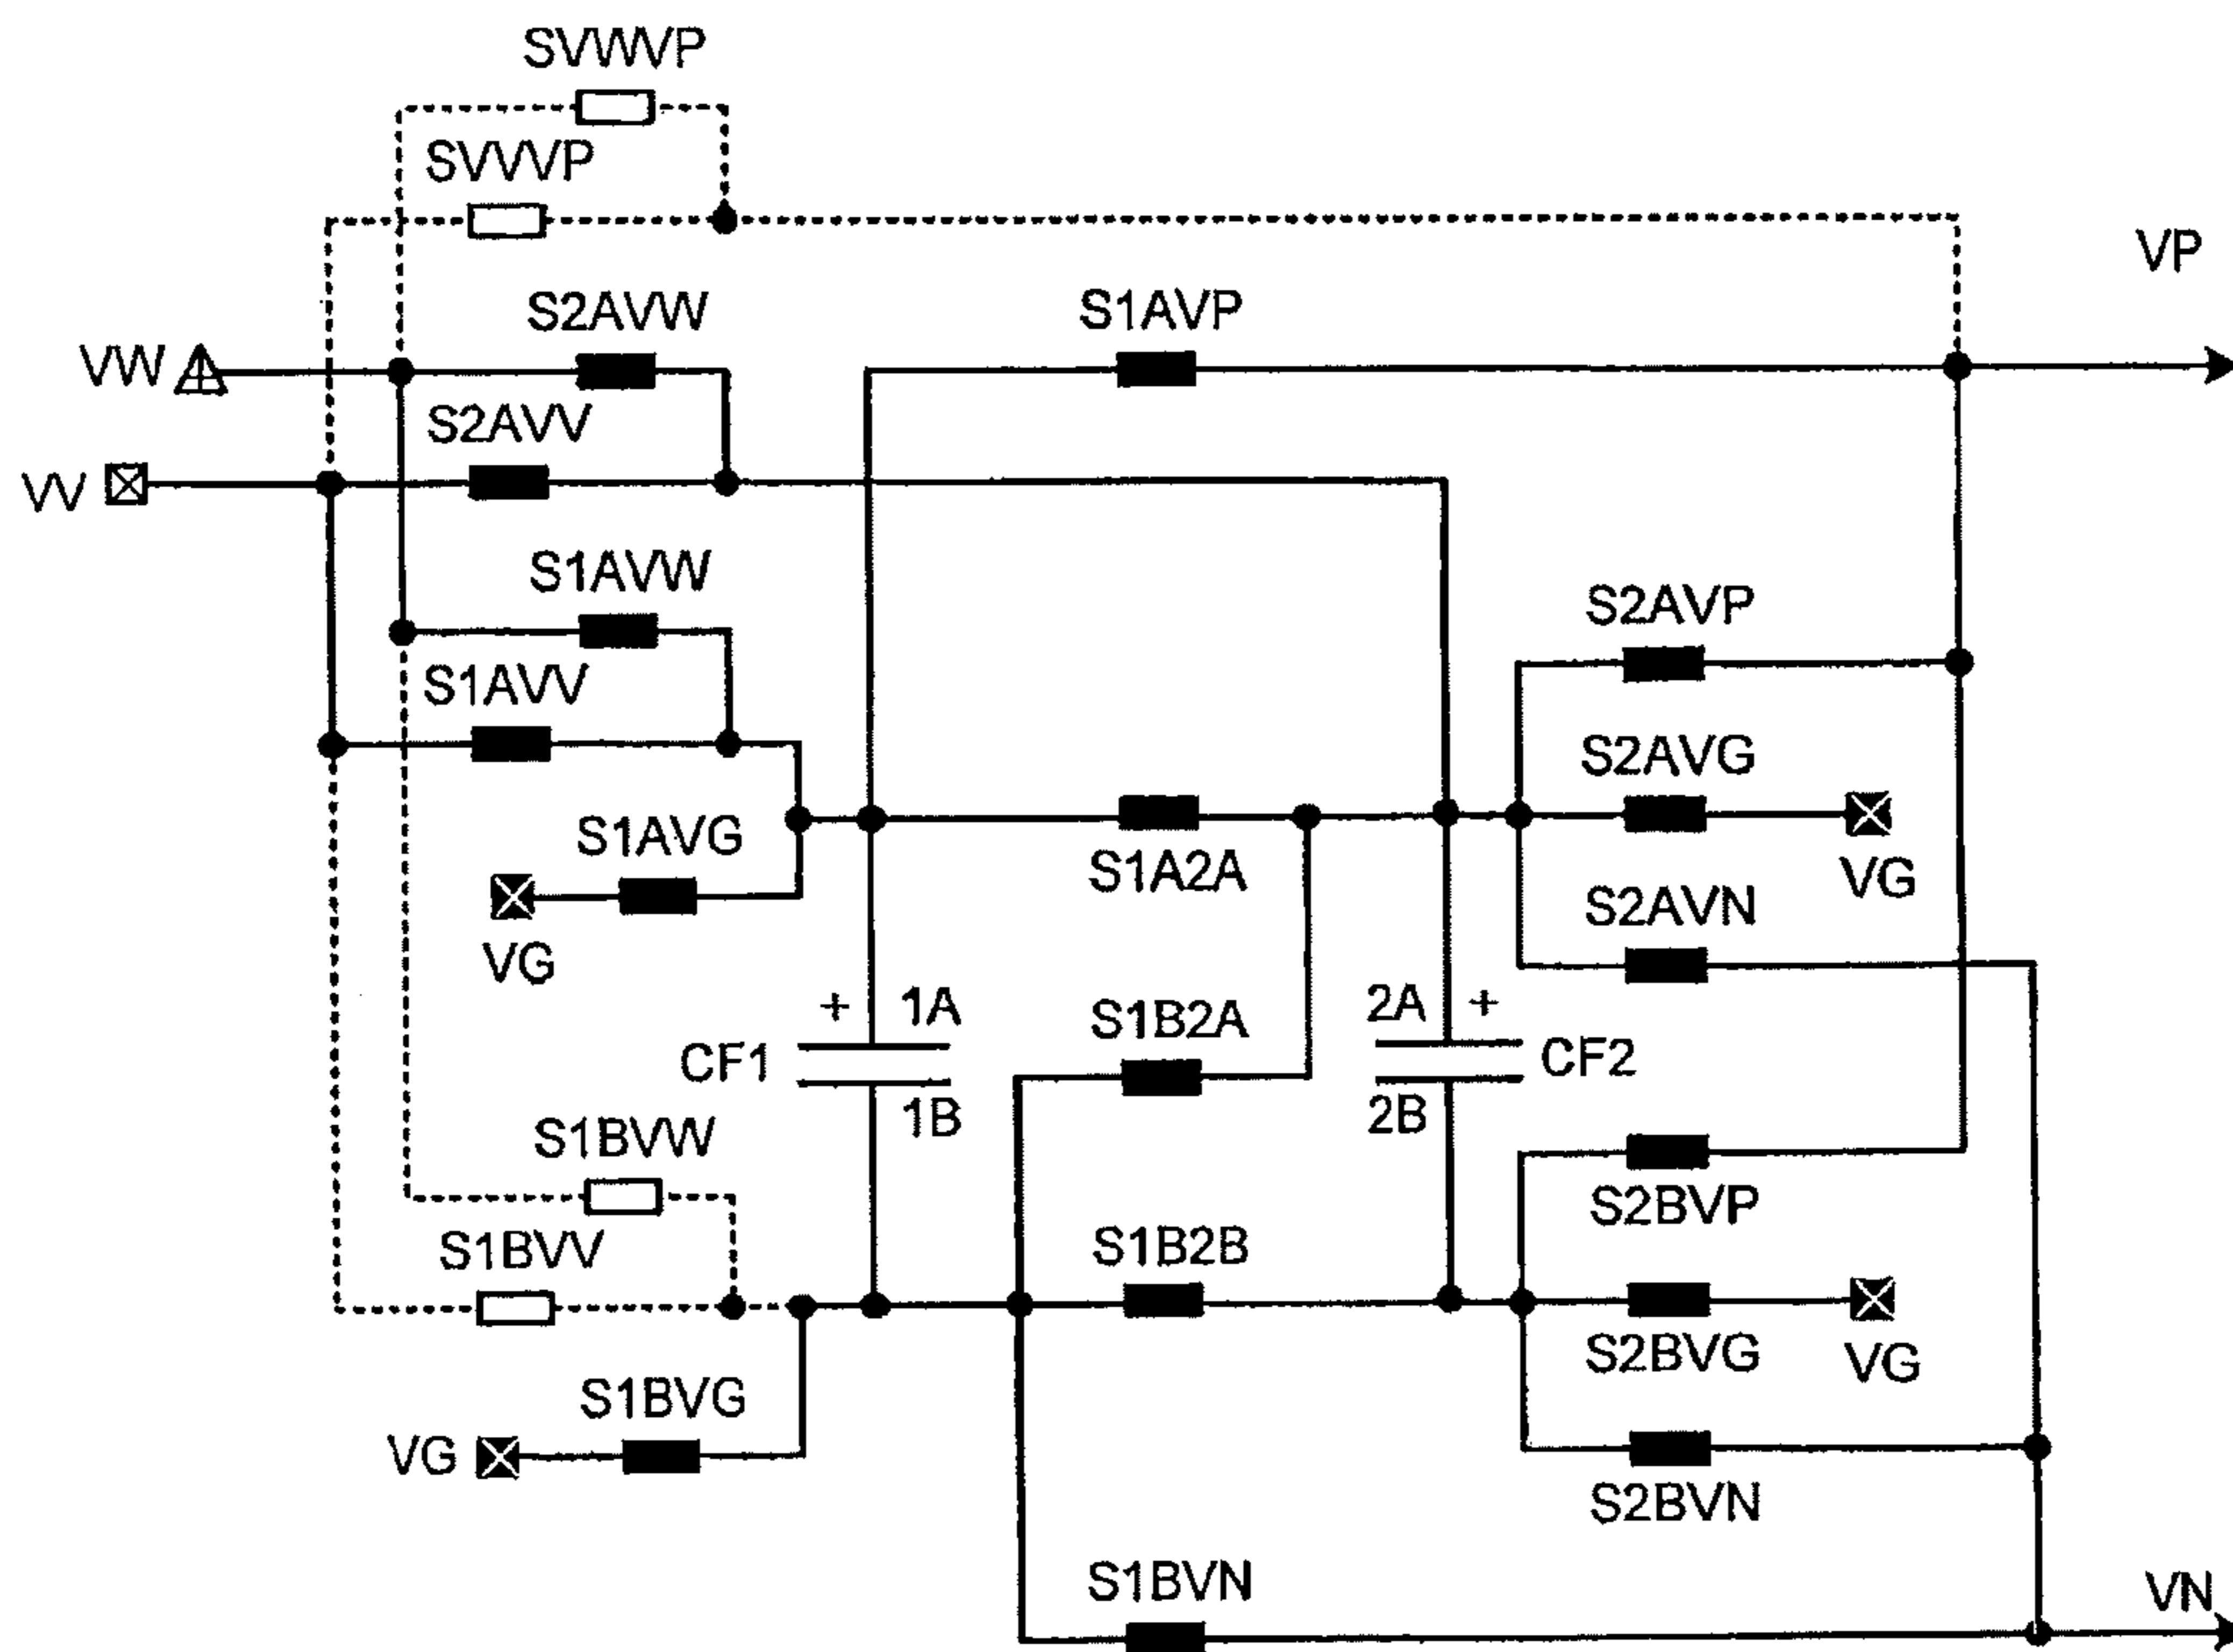 SVWVP
SVVVP
VP
S2AVW
S1AVP
VW
S2AVV
VV
S1AVW
S2AVP
S1AVV
S2AVG
S1AVG
S1A2A
VG
S2AVN
VG
+ 1A
S1B2A
2A +
CF1
CF2
1B
2B
S1BVW
S2BVP
S1BVV
S1B2B
S2BVG
VG
S1BVG
VG
S2BVN
S1BVN
VN